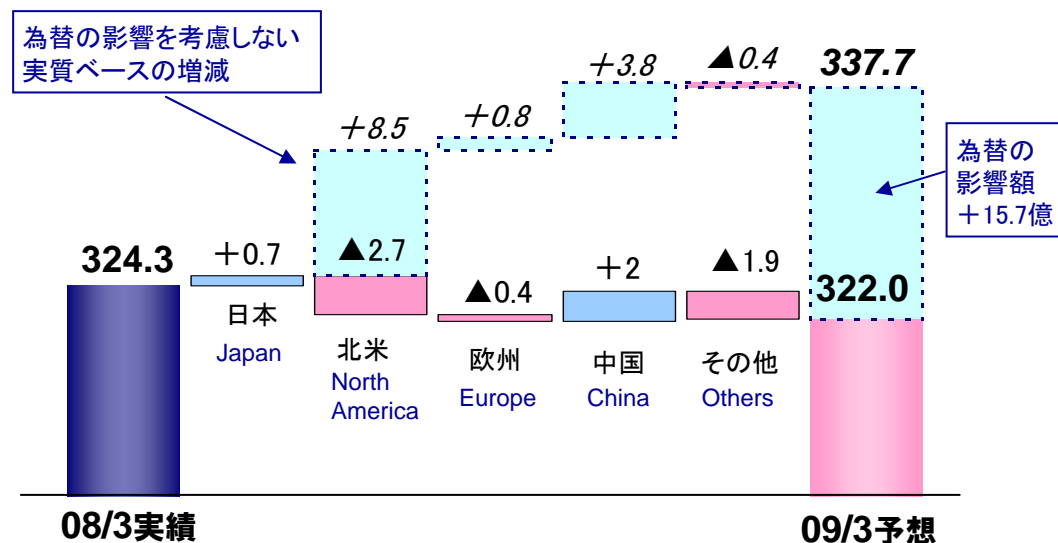 為替の影響を考慮しない
実質ベースの増減
＋8.5
＋0.8
＋3.8
▲0.4
337.7
為替の
影響額
＋15.7億
324.3
＋0.7
▲2.7
▲0.4
＋2
▲1.9
322.0
日本
Japan
北米
North
America
欧州
Europe
中国
China
その他
Others
08/3実績
09/3予想